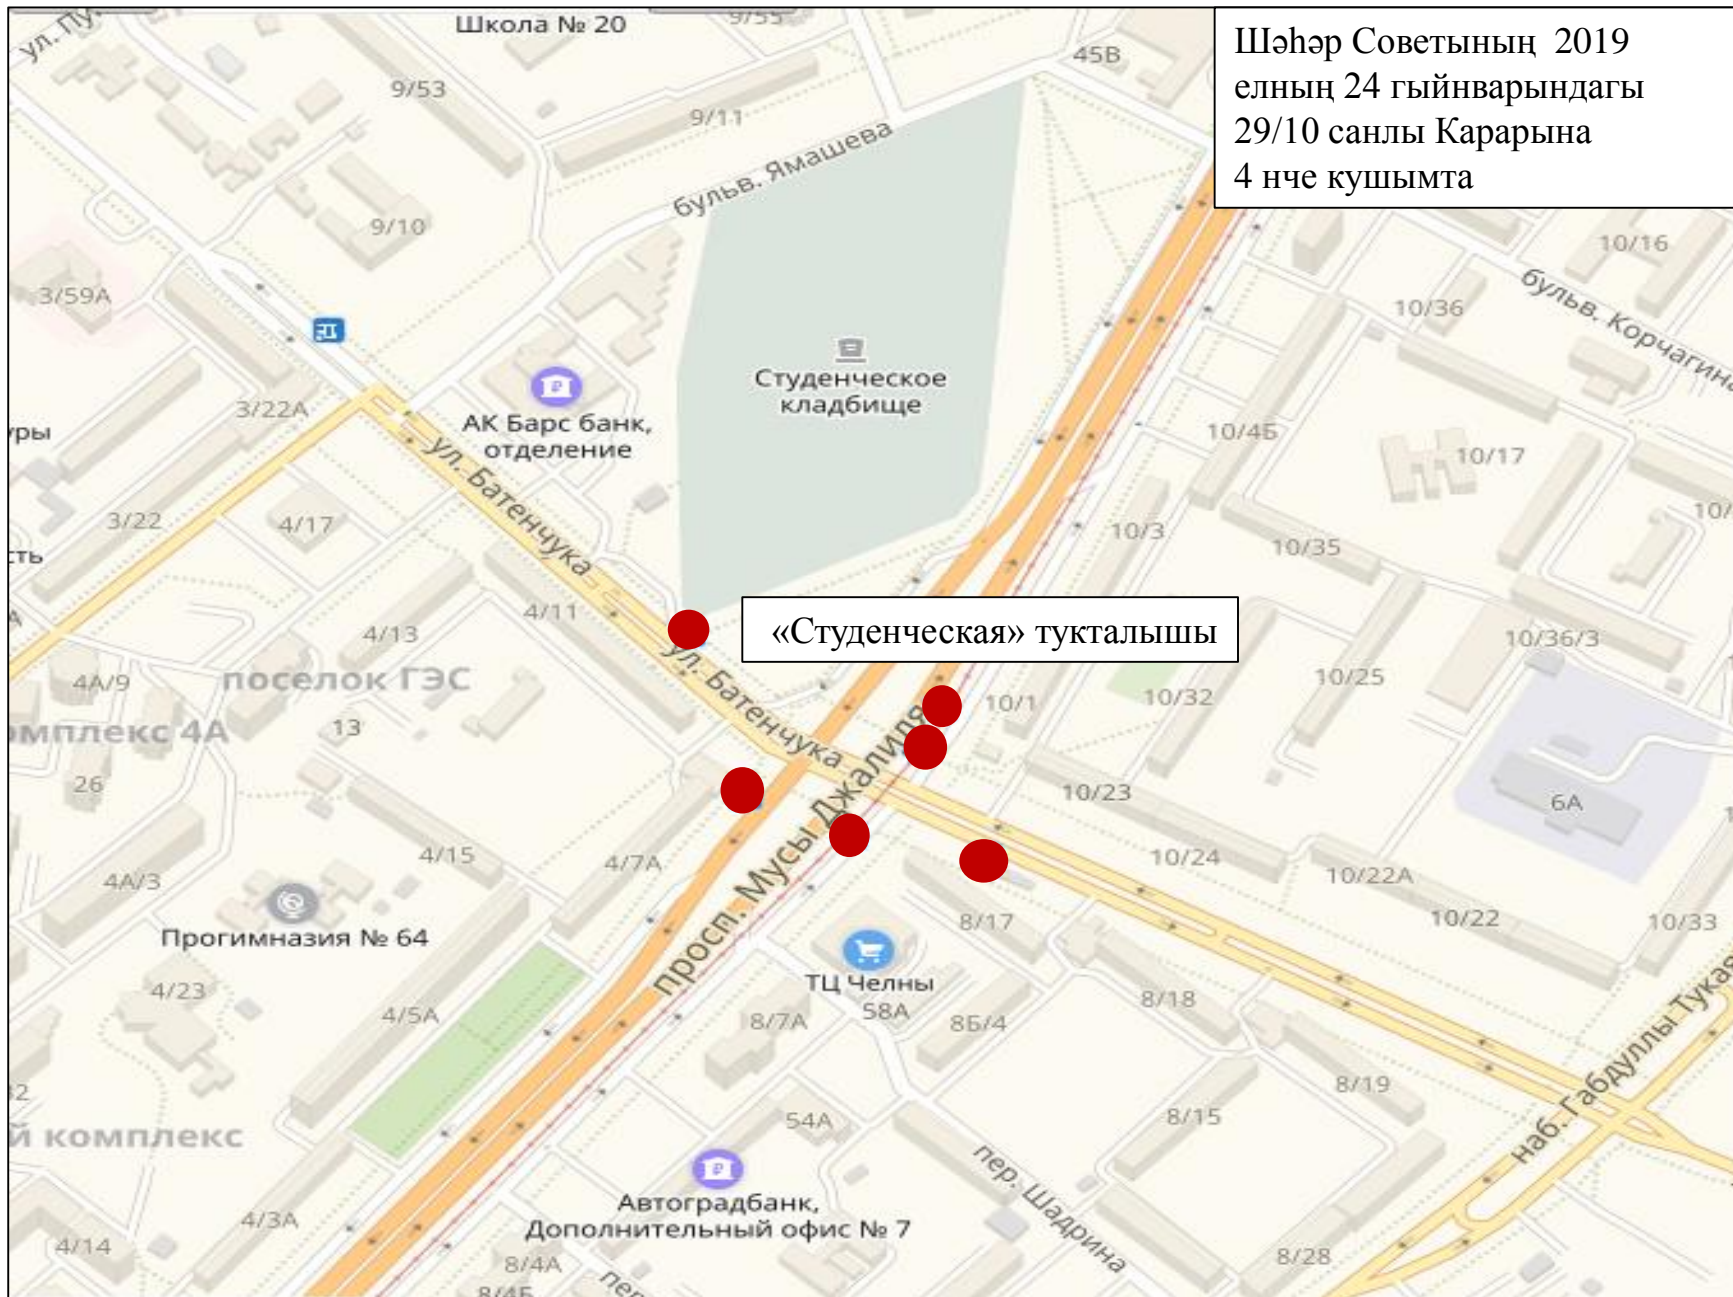 Школа № 20
9/55
Шәһәр Советының 2019
елның 24 гыйнварындагы
29/10 санлы Карарына
4 нче кушымта
45В
9/53
9/11
бульв. Ямашева
9/10
10/16
3/59А
10/36
бульв. Корчагина
Студенческое
кладбище
3/22А
АК Барс банк,
отделение
10/4Б
10/17
ул. Батенчука
3/22
4/17
10/3
10/35
4/11
4/13
«Студенческая» тукталышы
10/36/3
4А/9
поселок ГЭС
ул. Батенчука
10/1
10/32
10/25
13
26
10/23
6А
4/15
4/7А
10/24
10/22А
4А/3
просп. Мусы Джалиля
8/17
10/22
10/33
Прогимназия № 64
ТЦ Челны
58А
4/23
4/5А
8/7А
8Б/4
8/18
наб. Габдуллы Тукая
8/19
54А
8/15
й комплекс
пер. Шадрина
Автоградбанк,
Дополнительный офис № 7
4/3А
4/14
8/4А
8/28
8/4Б